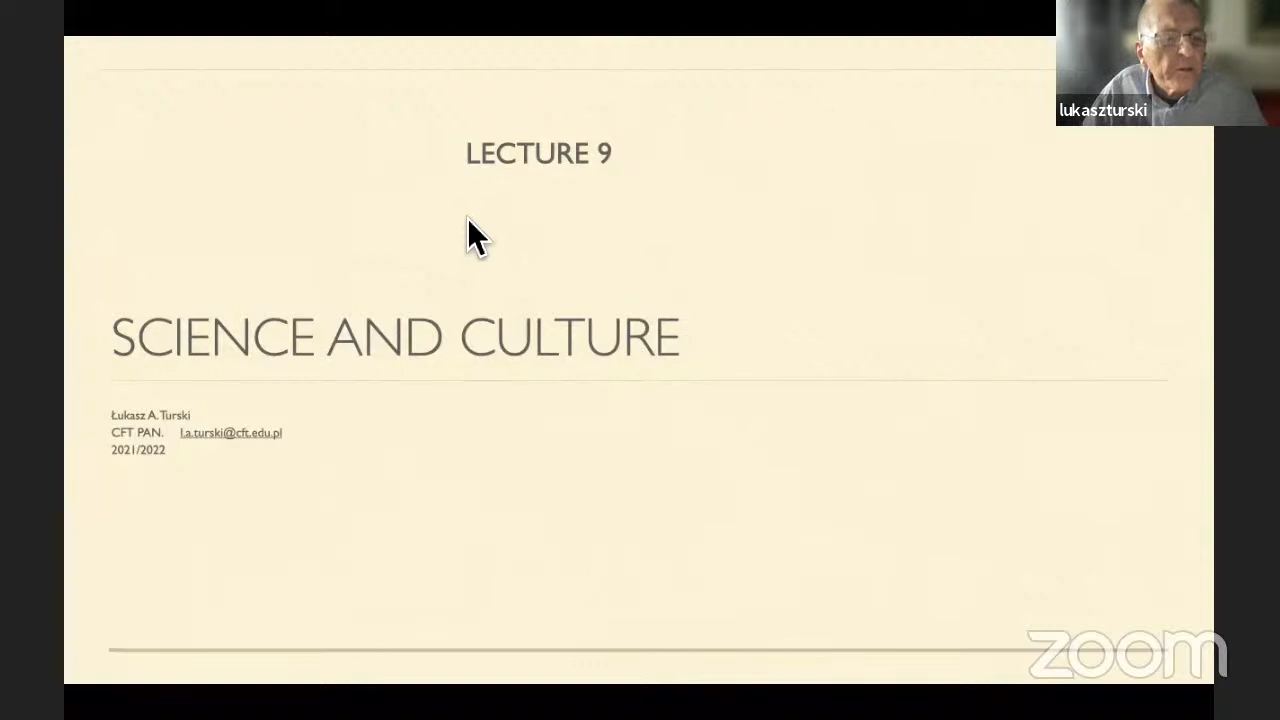 lukaszturski
LECTURE 9
SCIENCE AND CULTURE
Łukasz A. Turski
CFT PAN. l.a.turski@cft.edu.pl
2021/2022
zoom